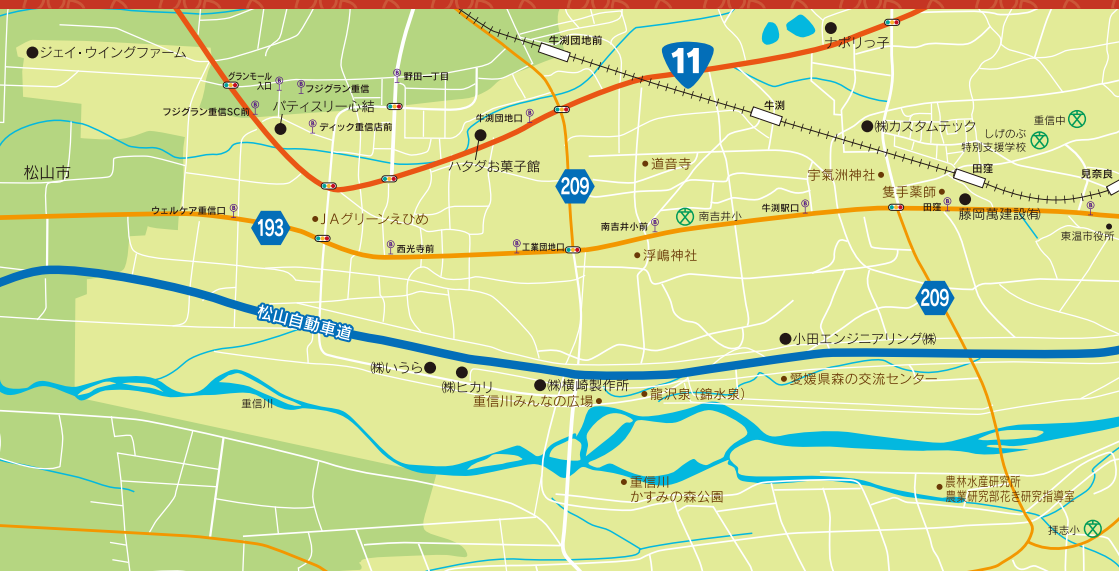 ジェイ・ウイングファーム
牛渕団地前
11
ナポリっ子
グランモール
入口
フジグラン重信
野田一丁目
フジグラン重信SC前
パティスリー心結
ディック重信店前
牛渕団地口
牛渕
㈱カスタムテック
重信中
しげのぶ
特別支援学校
ハタダお菓子館
道音寺
松山市
宇氣洲神社
田窪
見奈良
209
隻手薬師
ウェルケア重信口
193
JAグリーンえひめ
南吉井小前
南吉井小
牛渕駅口
田窪
藤岡萬建設㈲
東温市役所
西光寺前
工業団地口
浮嶋神社
209
松山自動車道
小田エンジニアリング㈱
㈱いうら
㈱ヒカリ
㈱横崎製作所
重信川みんなの広場
龍沢泉(錦水泉)
愛媛県森の交流センター
重信川
重信川
かすみの森公園
農林水産研究所
農業研究部花き研究指導室
拝志小